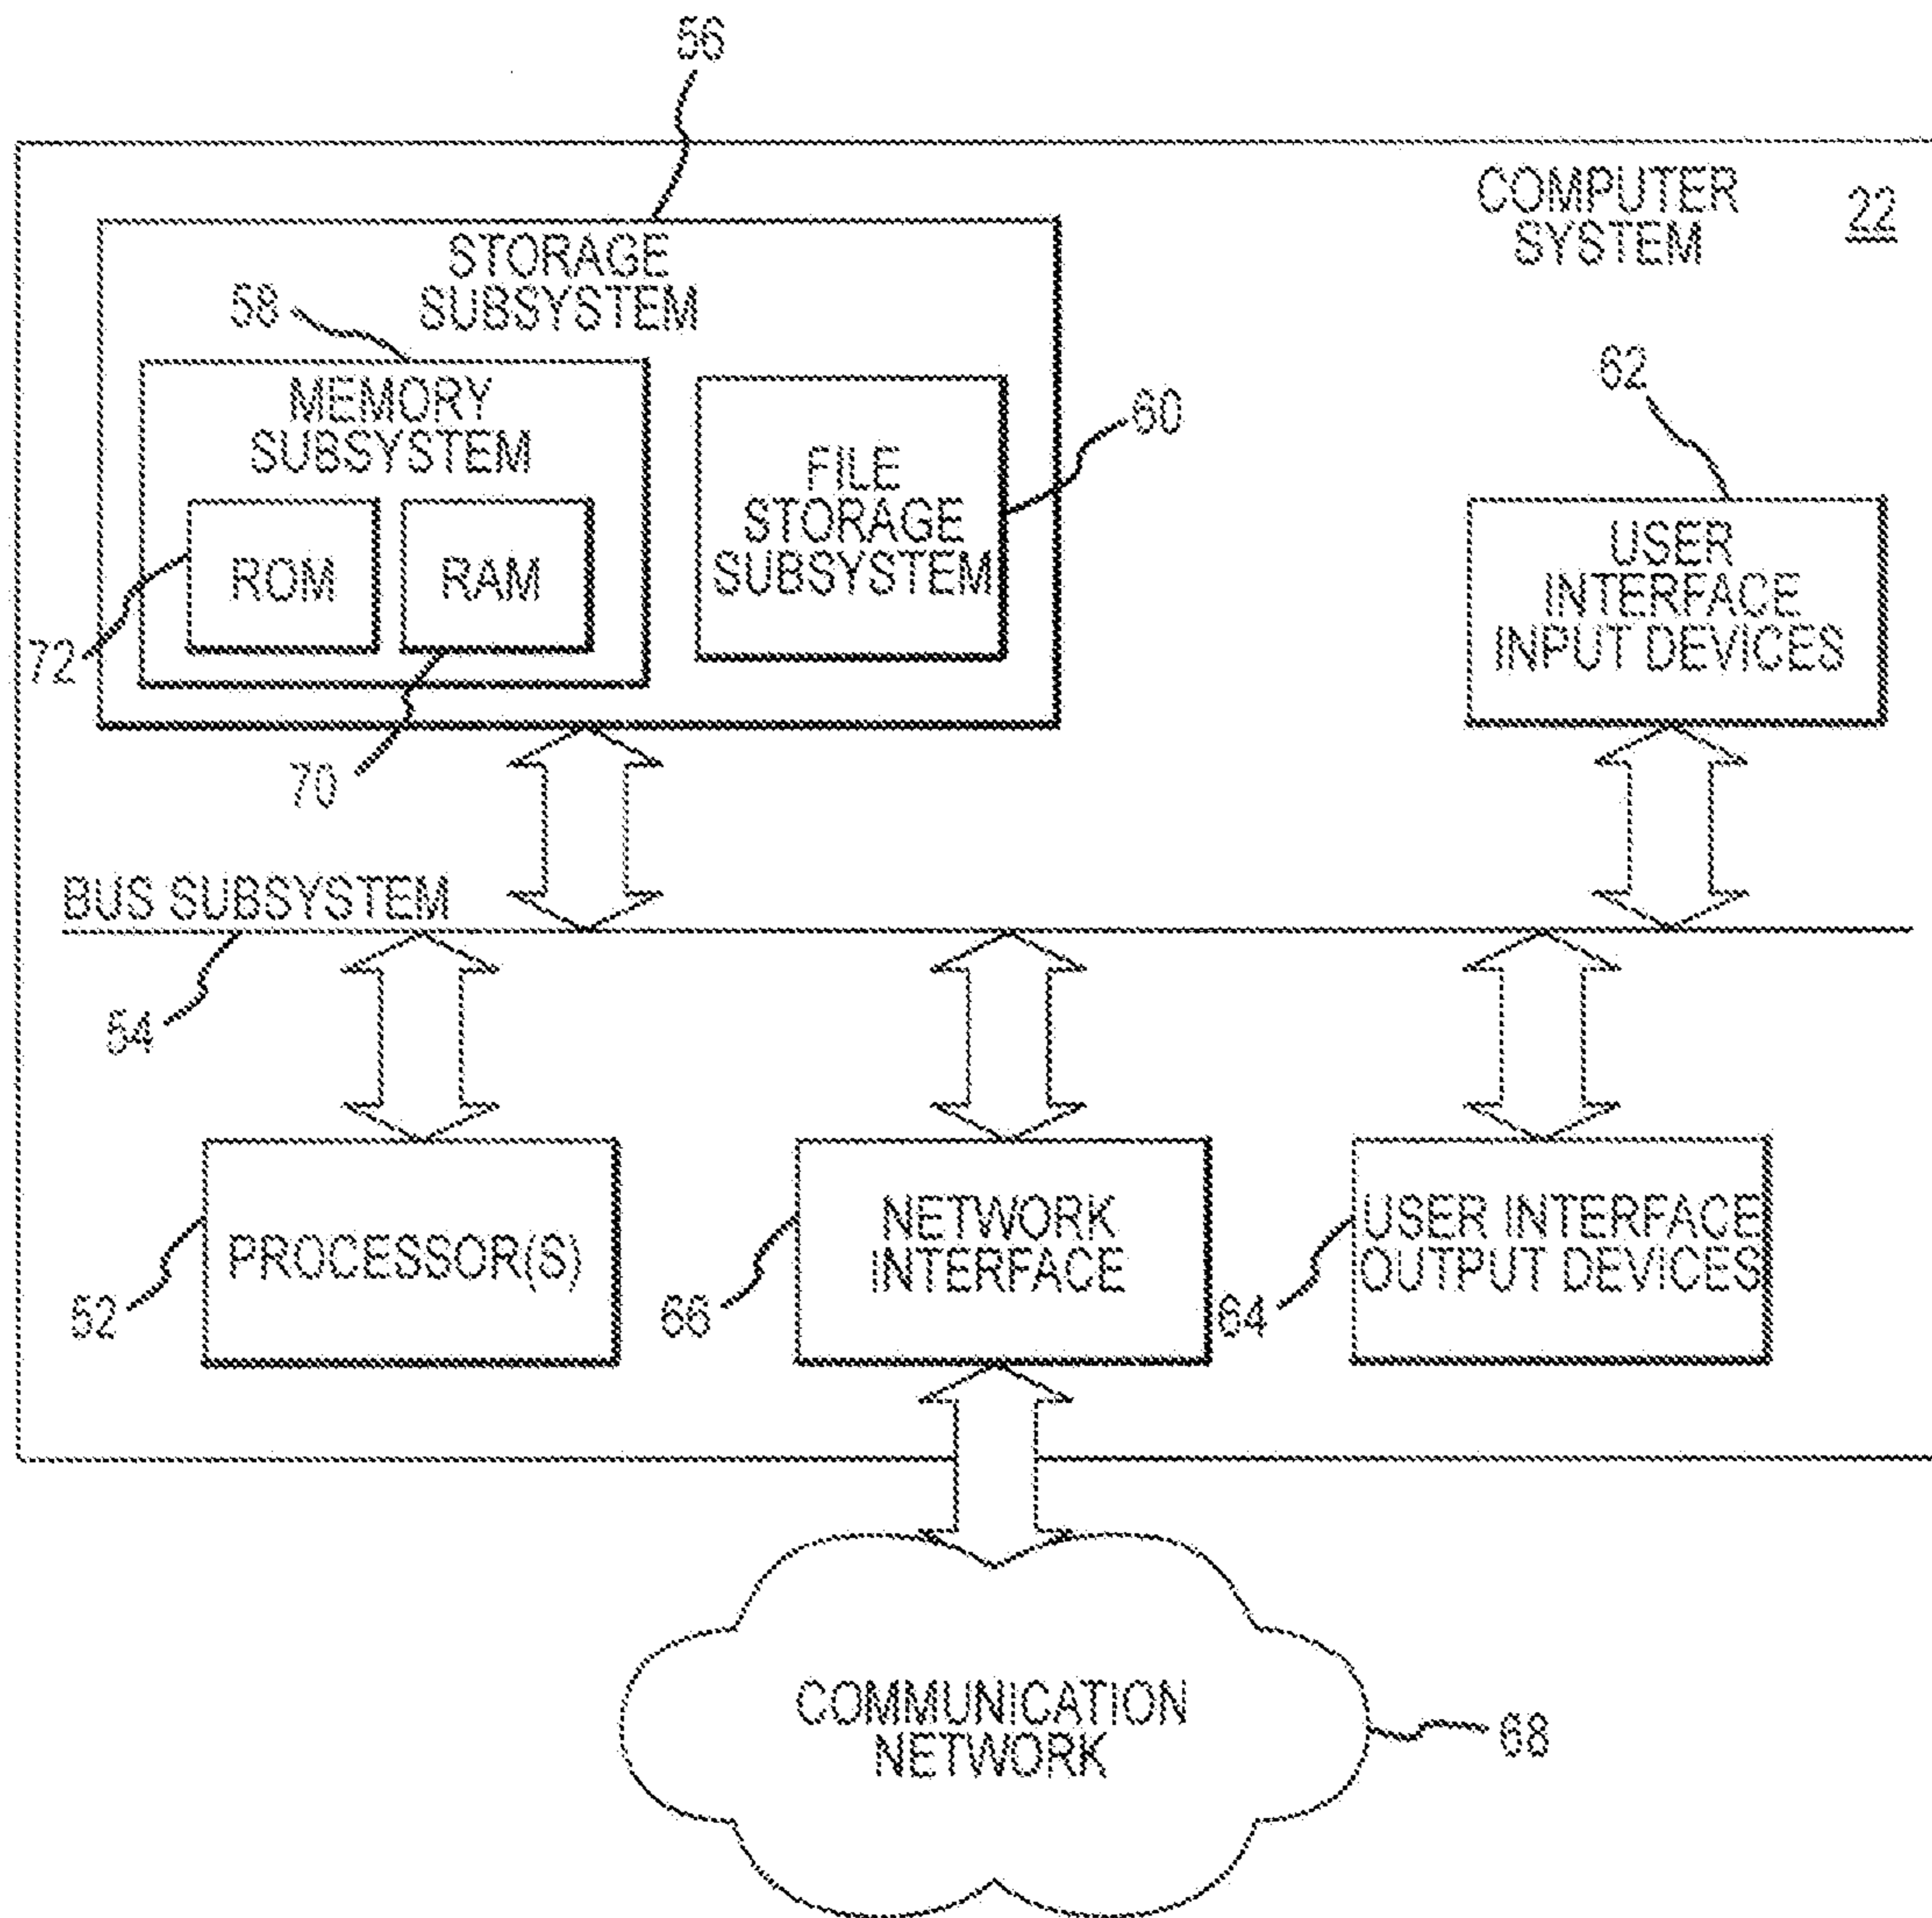 56
COMPUTER
SYSTEM
22
STORAGE
SUBSYSTEM
58
MEMORY
SUBSYSTEM
ROM
RAM
72
70
FILE
STORAGE
SUBSYSTEM
60
62
USER
INTERFACE
INPUT DEVICES
BUS SUBSYSTEM
54
PROCESSOR(S)
52
NETWORK
INTERFACE
66
USER INTERFACE
OUTPUT DEVICES
64
COMMUNICATION
NETWORK
68